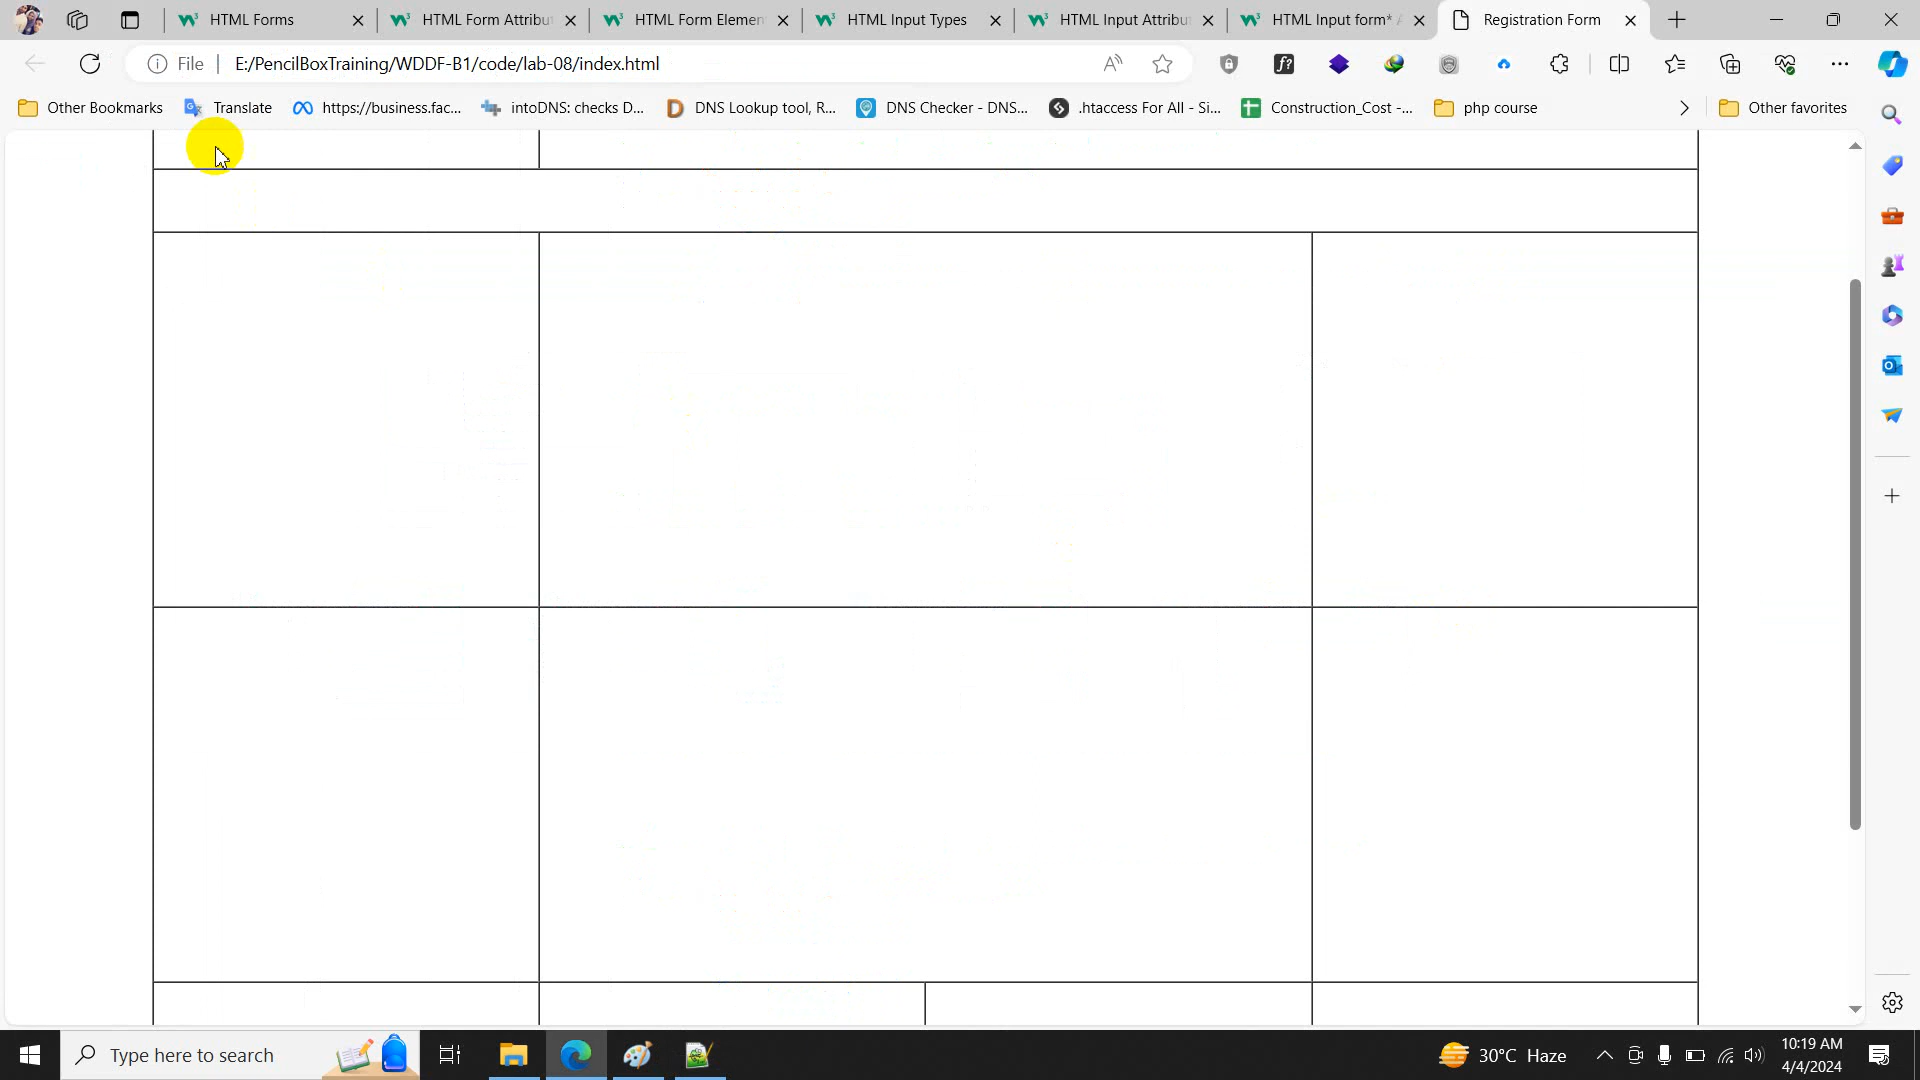 HTML Forms
HTML Form Attribu
HTML Form Elemen
HTML Input Types
HTML Input Attribu
HTML Input form*
Registration Form
File
E:/PencilBoxTraining/WDDF-B1/code/lab-08/index.html
Other Bookmarks
Translate
https://business.fac...
intoDNS: checks D...
DNS Lookup tool, R...
DNS Checker - DNS...
.htaccess For All - Si...
Construction_Cost -...
php course
Other favorites
Type here to search
30°C Haze
10:19 AM
4/4/2024